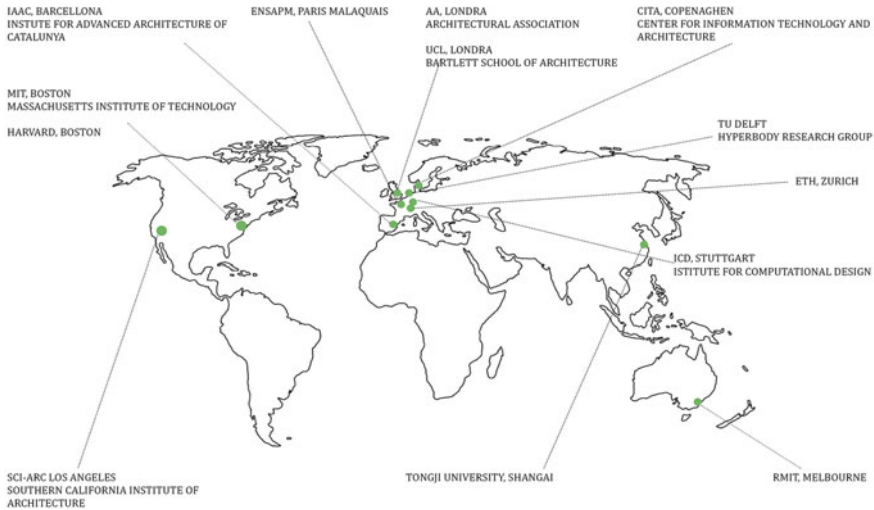 IAAC, BARCELLONA
INSTITUE FOR ADVANCED ARCHITECTURE OF
CATALUNYA
ENSAPM, PARIS MALAQUAIS
AA, LONDRA
ARCHITECTURAL ASSOCIATION
UCL, LONDRA
BARTLETT SCHOOL OF ARCHITECTURE
CITA, COPENAGHEN
CENTER FOR INFORMATION TECHNOLOGY AND
ARCHITECTURE
MIT, BOSTON
MASSACHUSETTS INSTITUTE OF TECHNOLOGY
HARVARD, BOSTON
TU DELFT
HYPERBODY RESEARCH GROUP
ETH, ZURICH
ICD, STUTTGART
ISTITUTE FOR COMPUTATIONAL DESIGN
SCI-ARC LOS ANGELES
SOUTHERN CALIFORNIA INSTITUTE OF
ARCHITECTURE
TONGJI UNIVERSITY, SHANGAI
RMIT, MELBOURNE